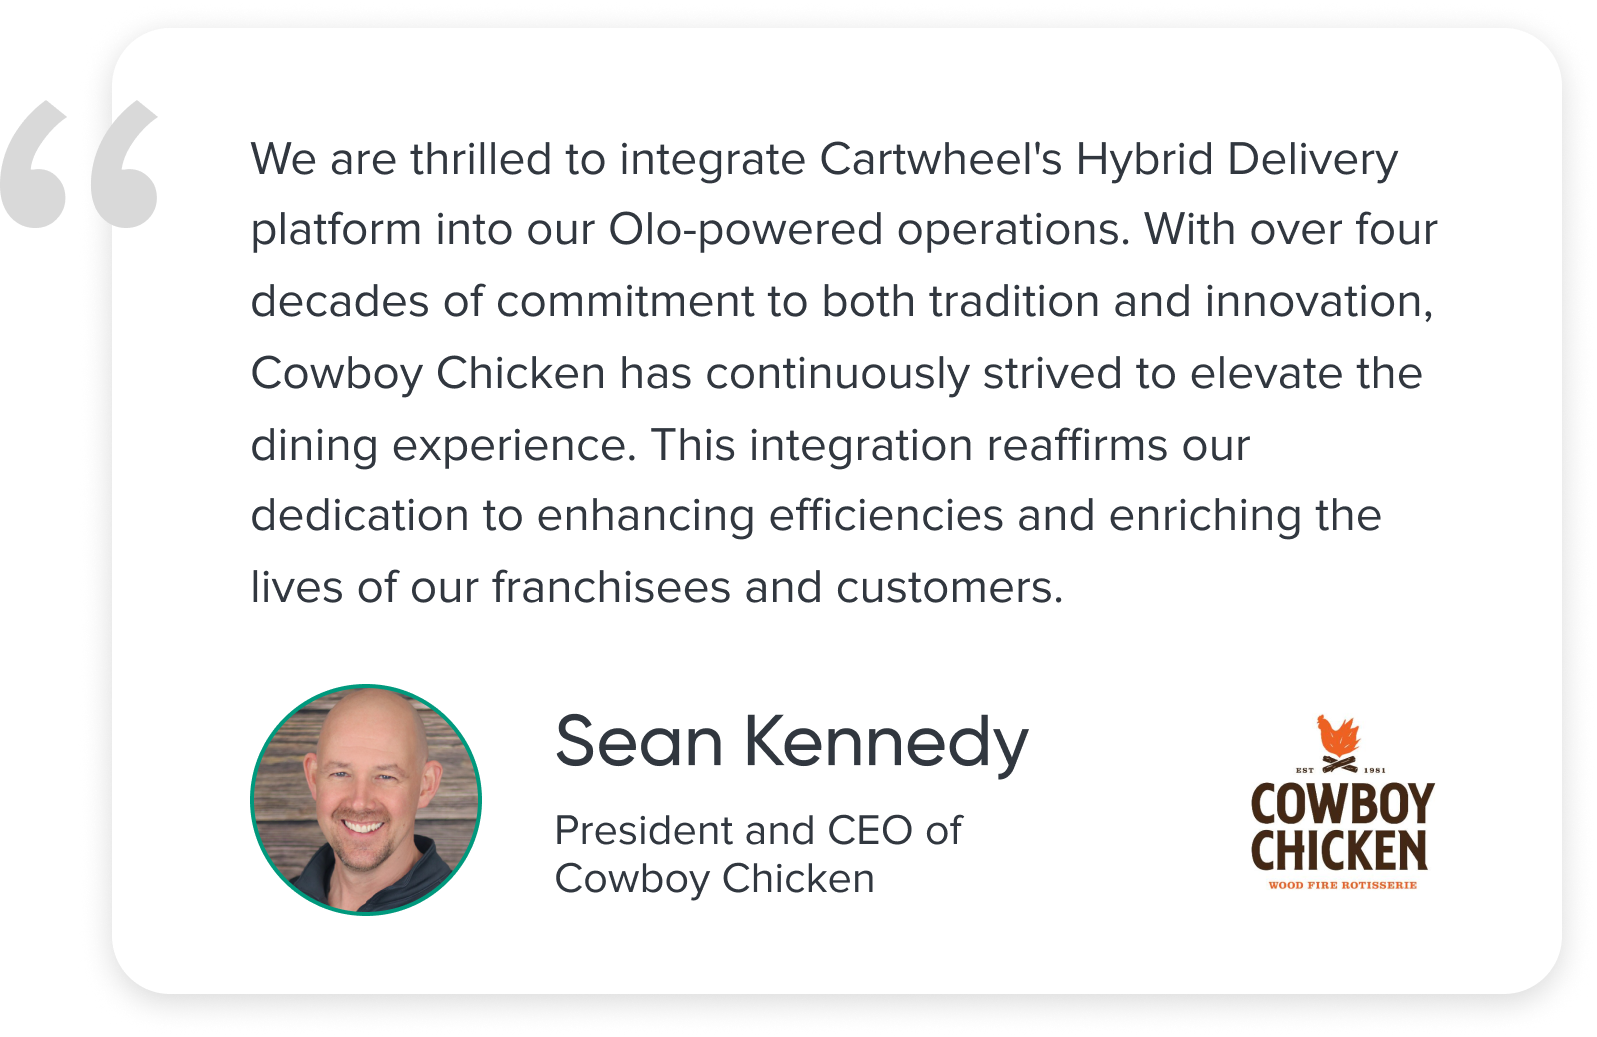 “
We are thrilled to integrate Cartwheel's Hybrid Delivery
platform into our Olo-powered operations. With over four
decades of commitment to both tradition and innovation,
Cowboy Chicken has continuously strived to elevate the
dining experience. This integration reaffirms our
dedication to enhancing efficiencies and enriching the
lives of our franchisees and customers.
Sean Kennedy
President and CEO of
Cowboy Chicken
EST 1981
COWBOY
CHICKEN
WOOD FIRE ROTISSERIE